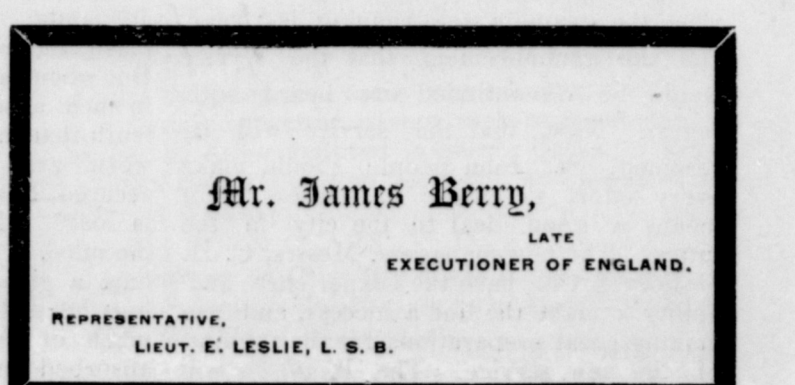 Mr. James Berry,
LATE
EXECUTIONER OF ENGLAND.
REPRESENTATIVE,
LIEUT. E. LESLIE, L. S. B.